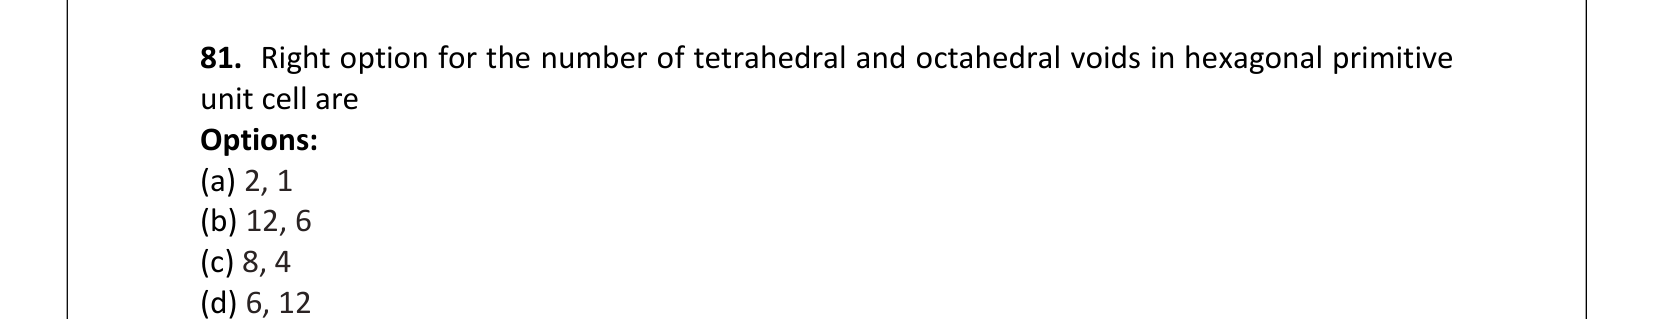 81. Right option for the number of tetrahedral and octahedral voids in hexagonal primitive
unit cell are
Options:
(a) 2, 1
(b) 12, 6
(c) 8, 4
(d) 6, 12